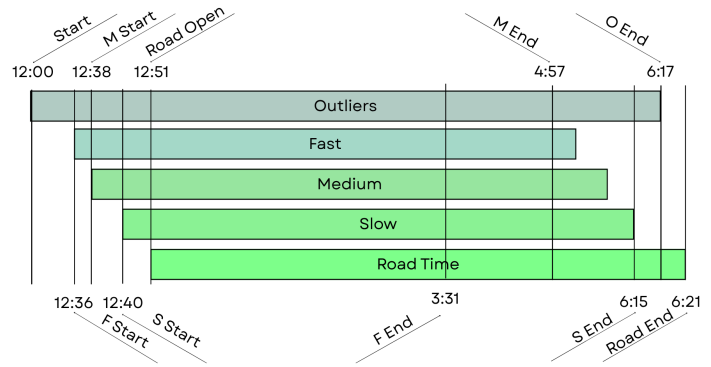 Start
M Start
Road Open
M End
O End
12:00
12:38
12:51
4:57
6:17
Outliers
Fast
Medium
Slow
Road Time
12:36
12:40
3:31
6:15
6:21
F Start
S Start
F End
S End
Road End